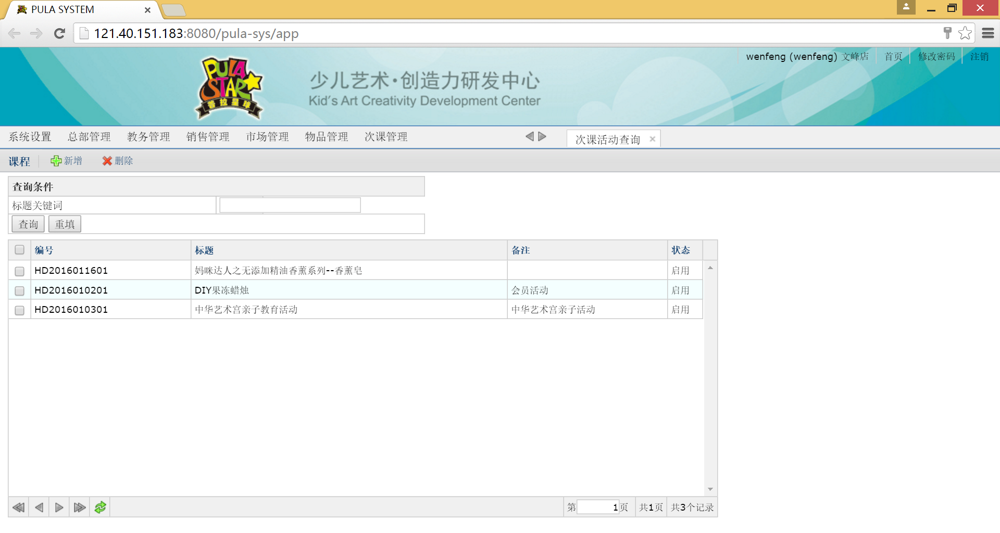 PULA SYSTEM
121.40.151.183:8080/pula-sys/app
wenfeng (wenfeng) 文峰店 首页 修改密码 注销
PULA STAR
普拉星球
少儿艺术·创造力研发中心
Kid's Art Creativity Development Center
系统设置 总部管理 教务管理 销售管理 市场管理 物品管理 次课管理 次课活动查询
课程 新增 删除
查询条件
标题关键词
查询 重填
编号 标题 备注 状态
HD2016011601 妈咪达人之无添加精油香薰系列--香薰皂 启用
HD2016010201 DIY果冻蜡烛 会员活动 启用
HD2016010301 中华艺术宫亲子教育活动 中华艺术宫亲子活动 启用
第 1页 共1页 共3个记录